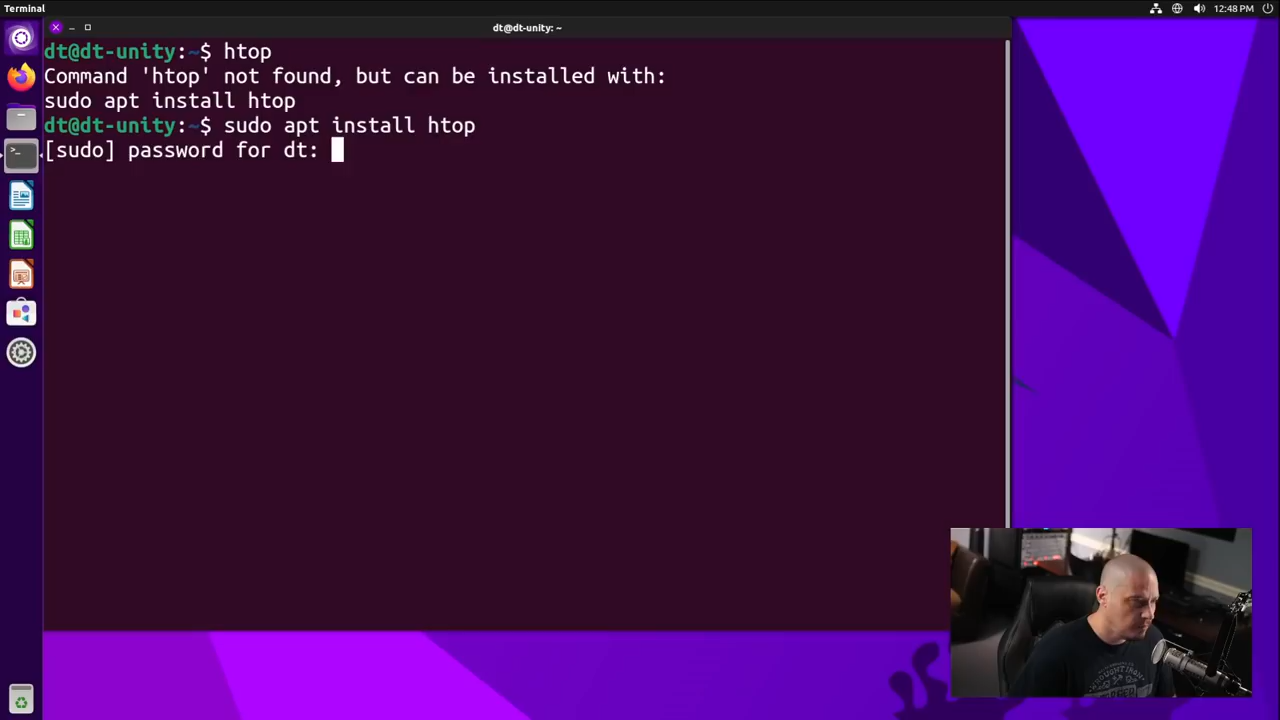 Terminal
12:48 PM
dt@dt-unity: ~
dt@dt-unity:~$ htop
Command 'htop' not found, but can be installed with:
sudo apt install htop
dt@dt-unity:~$ sudo apt install htop
[sudo] password for dt: